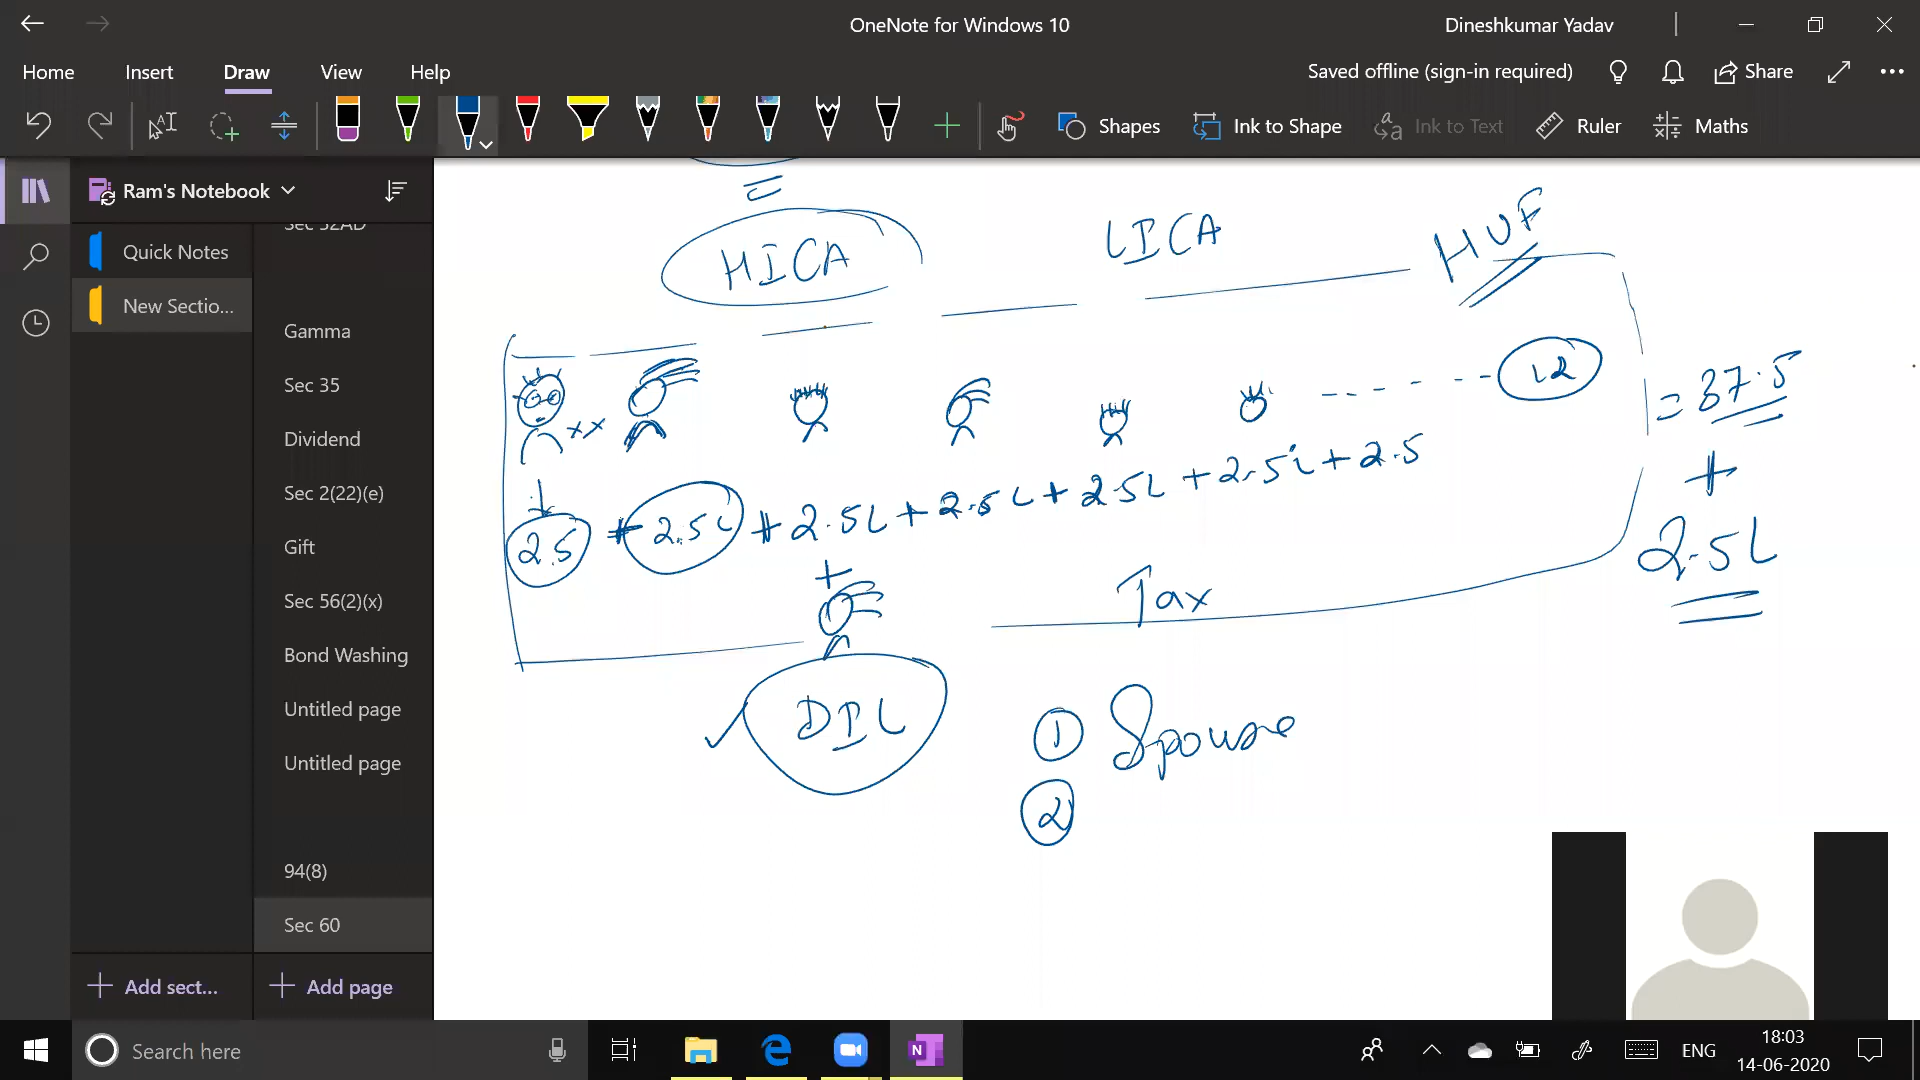 OneNote for Windows 10
Dineshkumar Yadav
Home Insert Draw View Help
Saved offline (sign-in required) Share
Shapes Ink to Shape Ink to Text Ruler Maths
Ram's Notebook
Quick Notes
New Sectio...
Sec 32AD
Gamma
Sec 35
Dividend
Sec 2(22)(e)
Gift
Sec 56(2)(x)
Bond Washing
Untitled page
Untitled page
94(8)
Sec 60
Add sect...
Add page
=
HICA LICA HUF
xx ---- 12
= 37.5
2.5 + 2.5L + 2.5L + 2.5L + 2.5L + 2.5L + 2.5
+
2.5L
+
Tax
DIL
① Spouse
②
Search here
ENG
18:03
14-06-2020